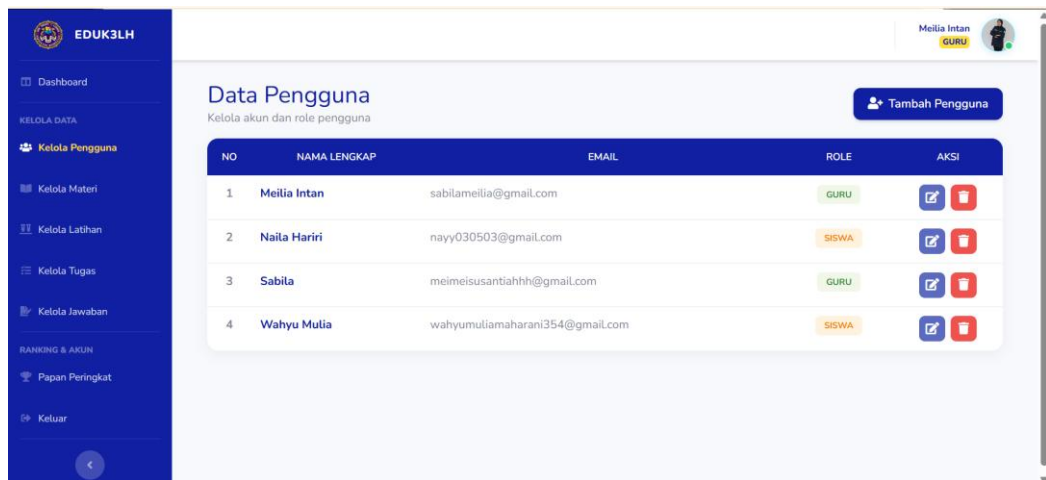 EDUK3LH
Dashboard
KELOLA DATA
Kelola Pengguna
Kelola Materi
Kelola Latihan
Kelola Tugas
Kelola Jawaban
RANKING & AKUN
Papan Peringkat
Keluar
Meilia Intan
GURU
Data Pengguna
Kelola akun dan role pengguna
Tambah Pengguna
NO NAMA LENGKAP EMAIL ROLE AKSI
1 Meilia Intan sabilameilia@gmail.com GURU
2 Naila Hariri nayy030503@gmail.com SISWA
3 Sabila meimeisusantiahhh@gmail.com GURU
4 Wahyu Mulia wahyumuliamaharani354@gmail.com SISWA